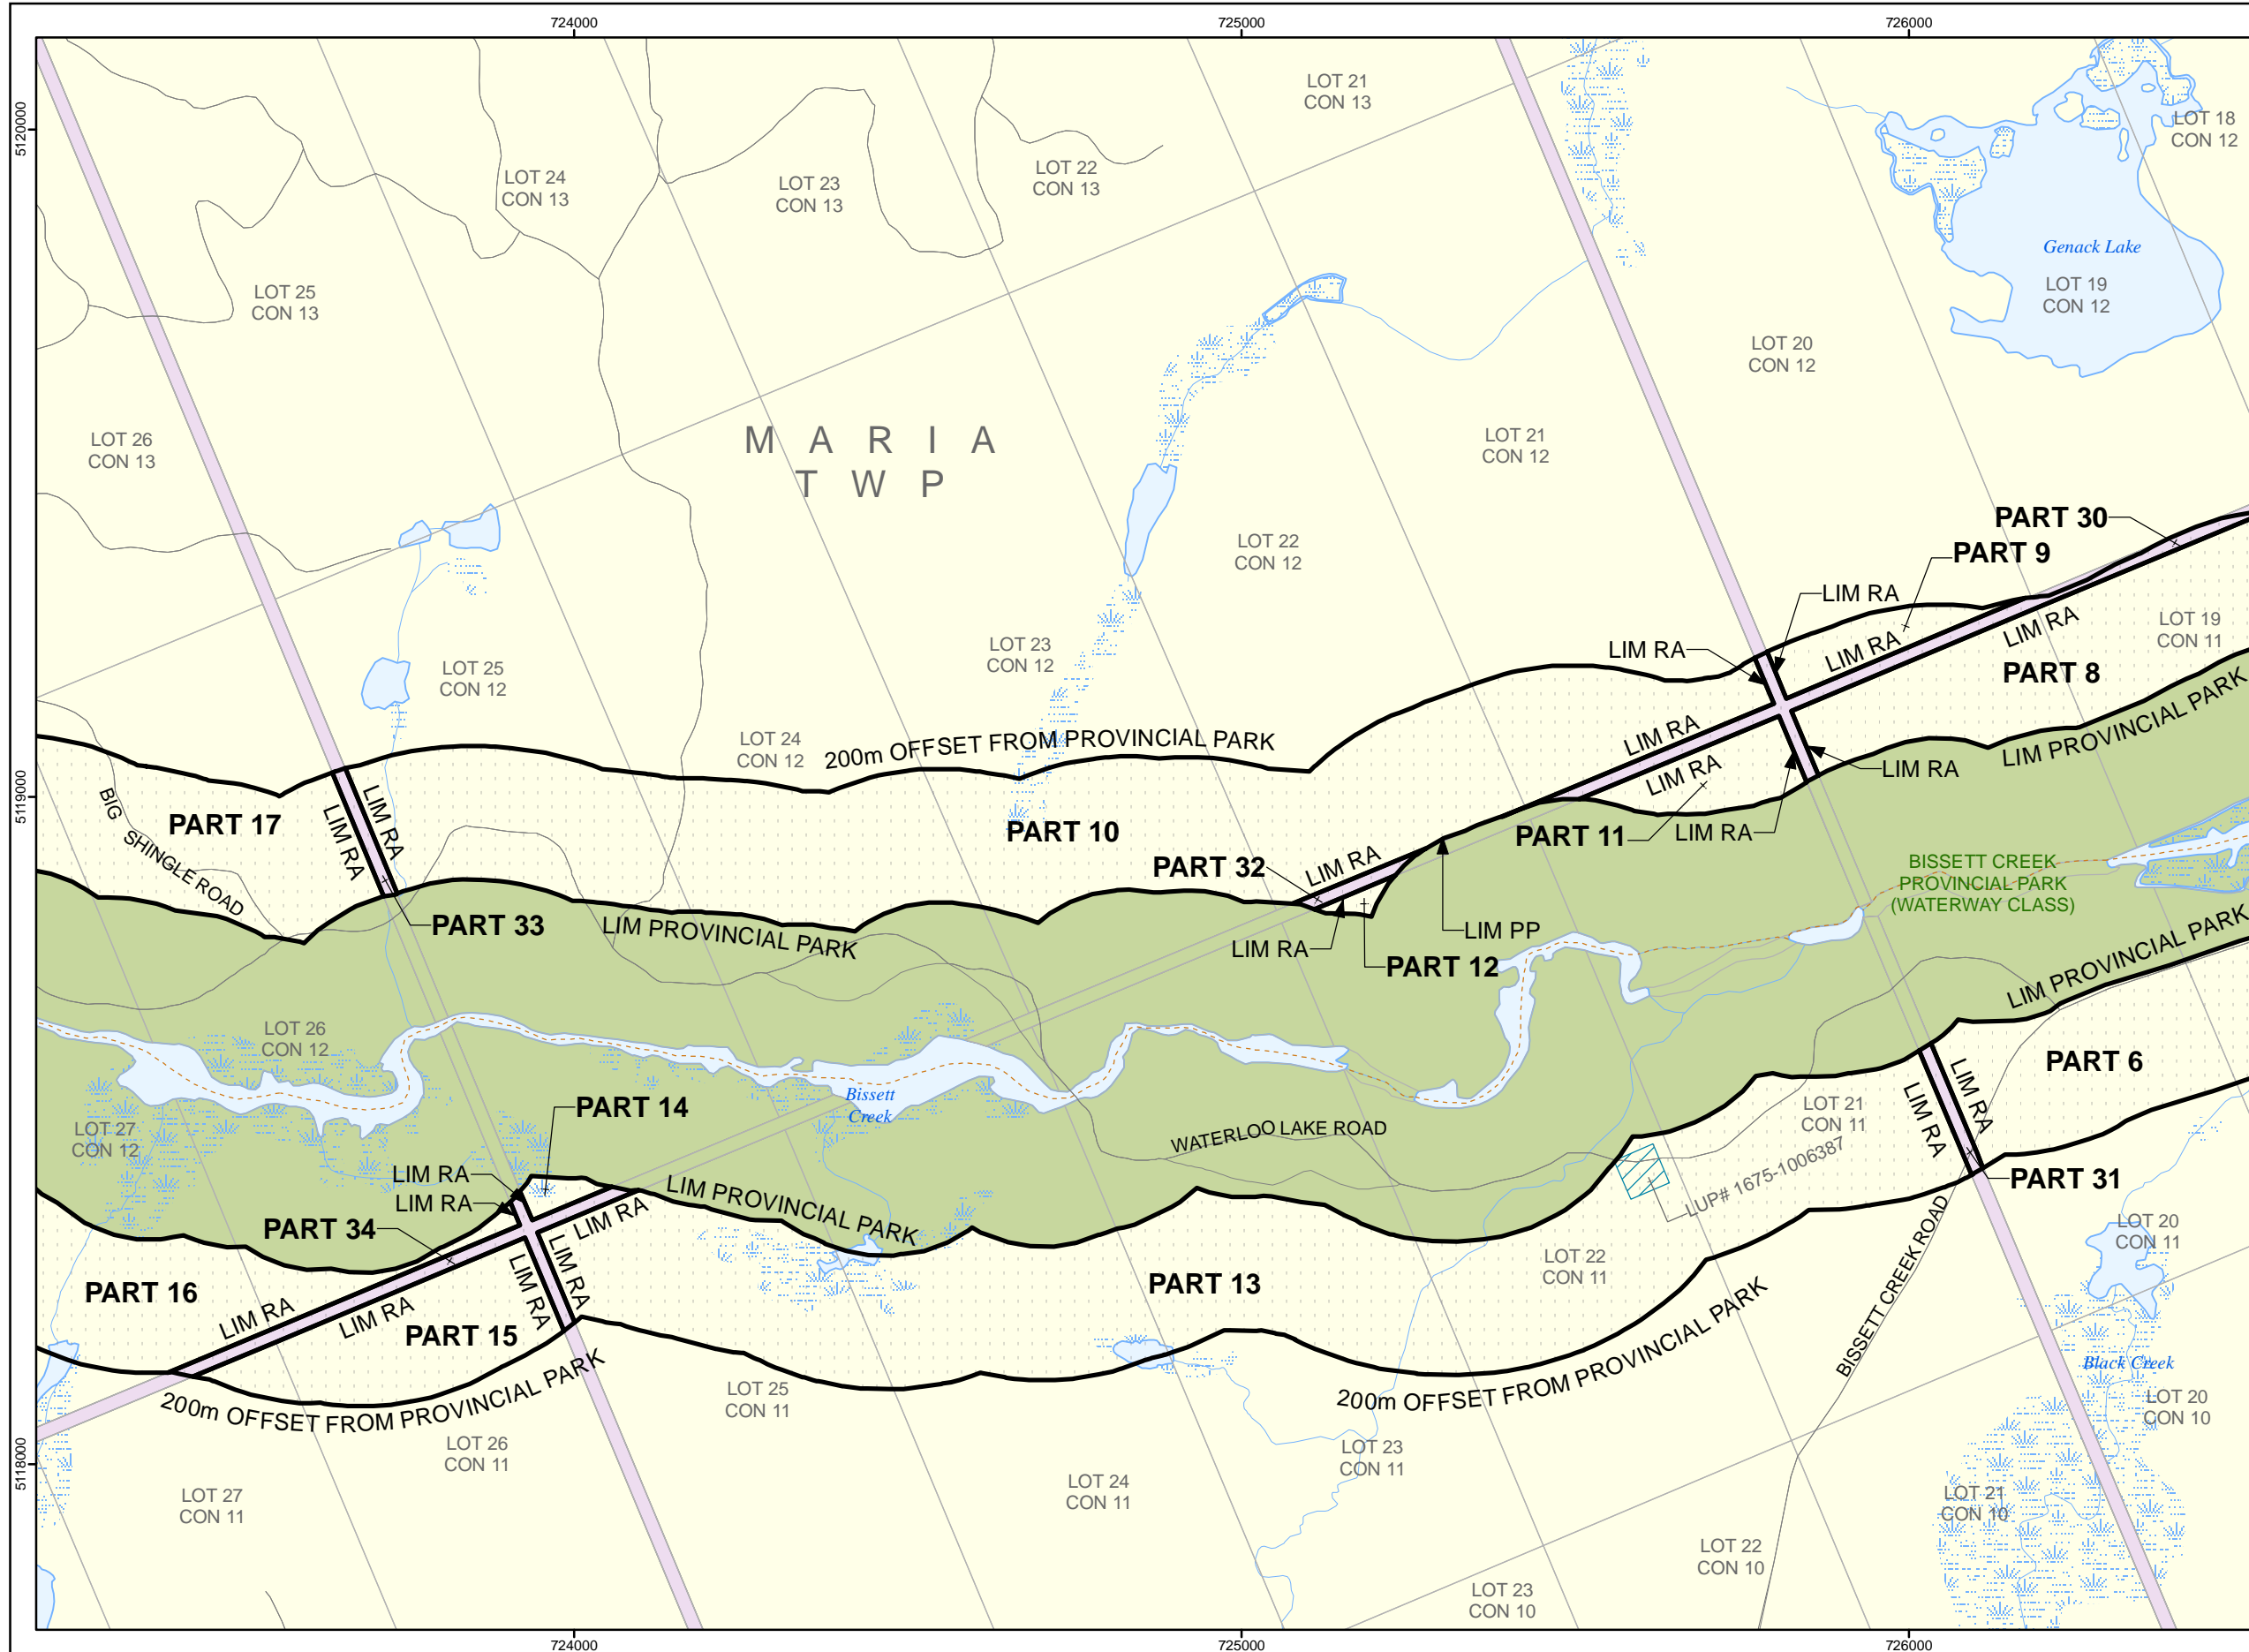 724000
725000
726000
5120000
5119000
5118000
LOT 21
CON 13
LOT 18
CON 12
LOT 22
CON 13
LOT 24
CON 13
LOT 23
CON 13
Genack Lake
LOT 19
CON 12
LOT 25
CON 13
LOT 20
CON 12
LOT 26
CON 13
MARIA
TWP
LOT 21
CON 12
PART 30
PART 9
LOT 22
CON 12
LIM RA
LIM RA
LIM RA
LIM RA
LOT 19
CON 11
LOT 23
CON 12
LOT 25
CON 12
PART 8
LIM PROVINCIAL PARK
LOT 24
CON 12
200m OFFSET FROM PROVINCIAL PARK
LIM RA
LIM RA
LIM RA
LIM RA
LIM RA
BIG SHINGLE ROAD
PART 17
LIM RA
LIM RA
PART 10
PART 11
PART 32
LIM RA
BISSETT CREEK
PROVINCIAL PARK
(WATERWAY CLASS)
PART 33
LIM PROVINCIAL PARK
LIM RA
LIM PP
PART 12
LIM PROVINCIAL PARK
LOT 26
CON 12
PART 6
LIM RA
LIM RA
Bissett
Creek
PART 14
LOT 21
CON 11
LOT 27
CON 12
WATERLOO LAKE ROAD
LUP# 1675-1006387
LIM RA
LIM RA
LIM PROVINCIAL PARK
PART 31
PART 34
LIM RA
LIM RA
LIM RA
LOT 20
CON 11
LOT 22
CON 11
PART 16
PART 13
LIM RA
LIM RA
PART 15
BISSETT CREEK ROAD
Black Creek
200m OFFSET FROM PROVINCIAL PARK
200m OFFSET FROM PROVINCIAL PARK
LOT 25
CON 11
LOT 20
CON 10
LOT 26
CON 11
LOT 23
CON 11
LOT 24
CON 11
LOT 27
CON 11
LOT 21
CON 10
LOT 22
CON 10
LOT 23
CON 10
724000
725000
726000